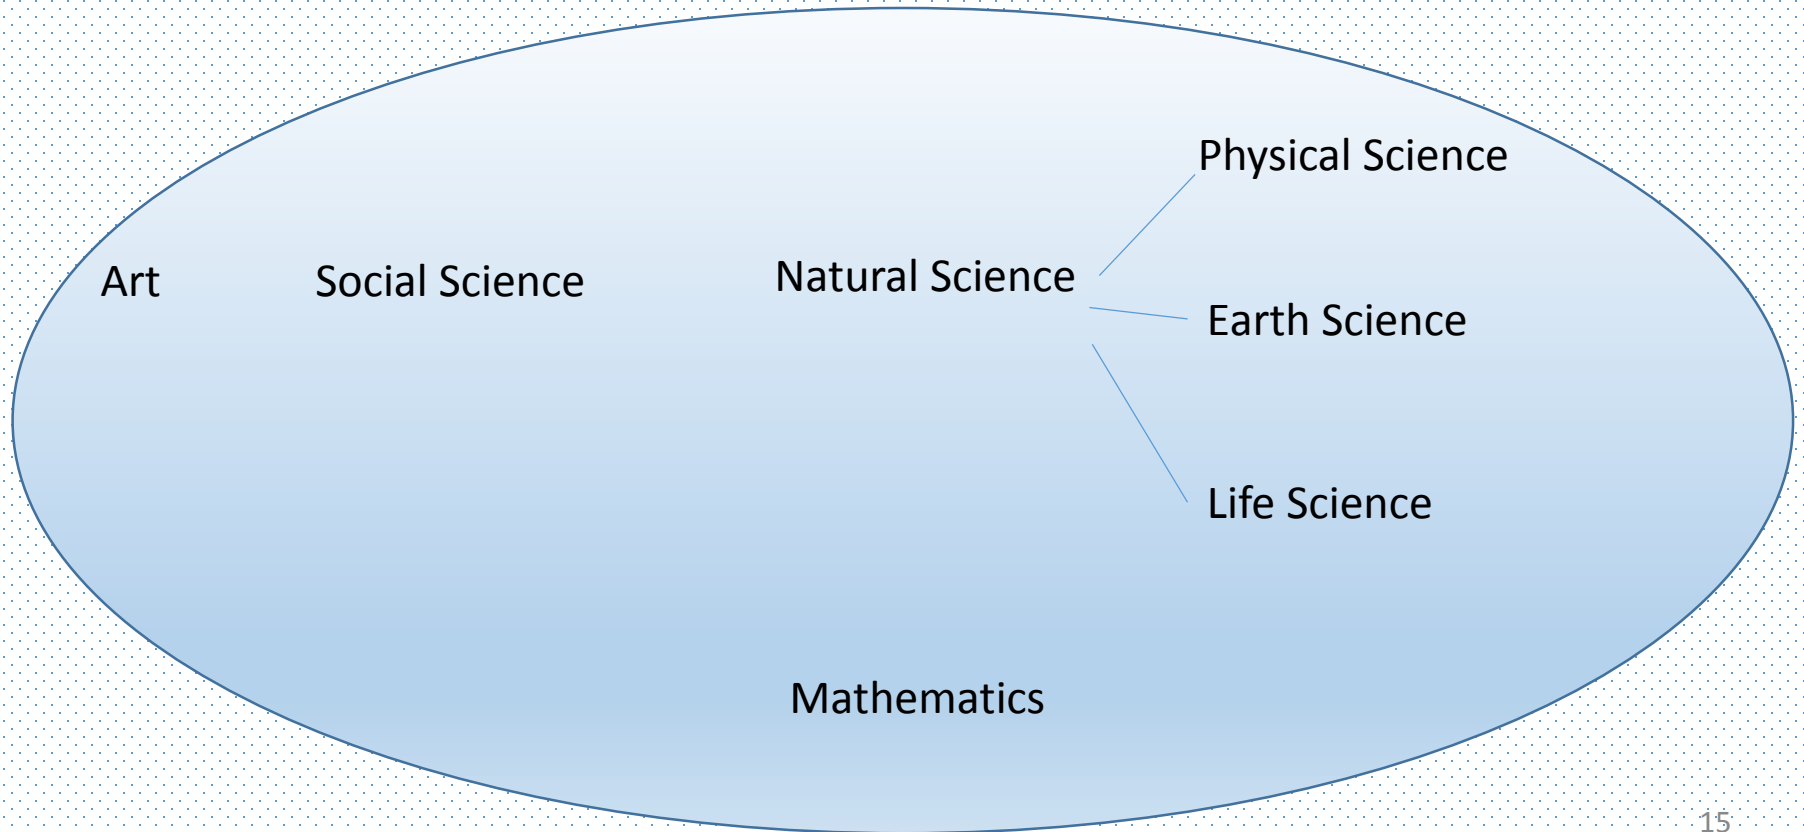 Physical Science
Art
Social Science
Natural Science
Earth Science
Life Science
Mathematics
15